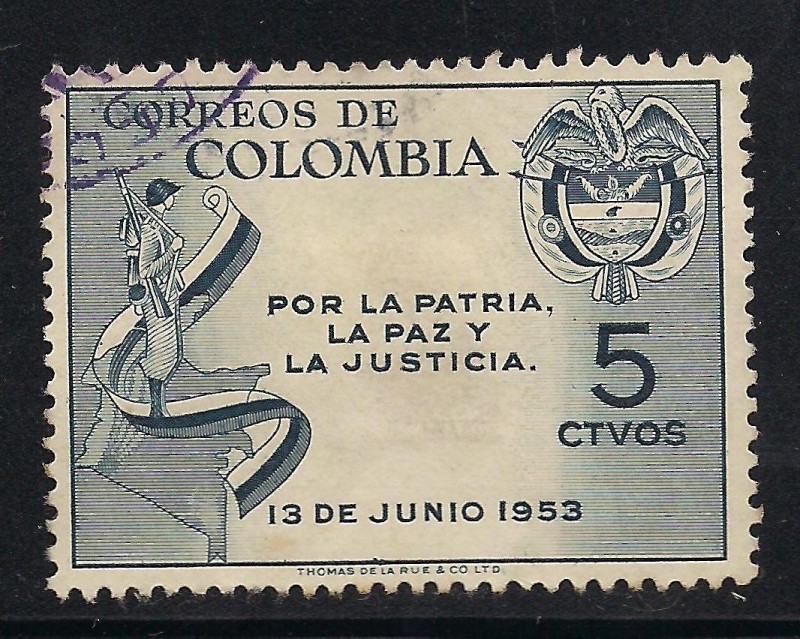 CORREOS DE
COLOMBIA
POR LA PATRIA,
LA PAZ Y
LA JUSTICIA.
5
CTVOS
13 DE JUNIO 1953
THOMAS DE LA RUE & CO LTD